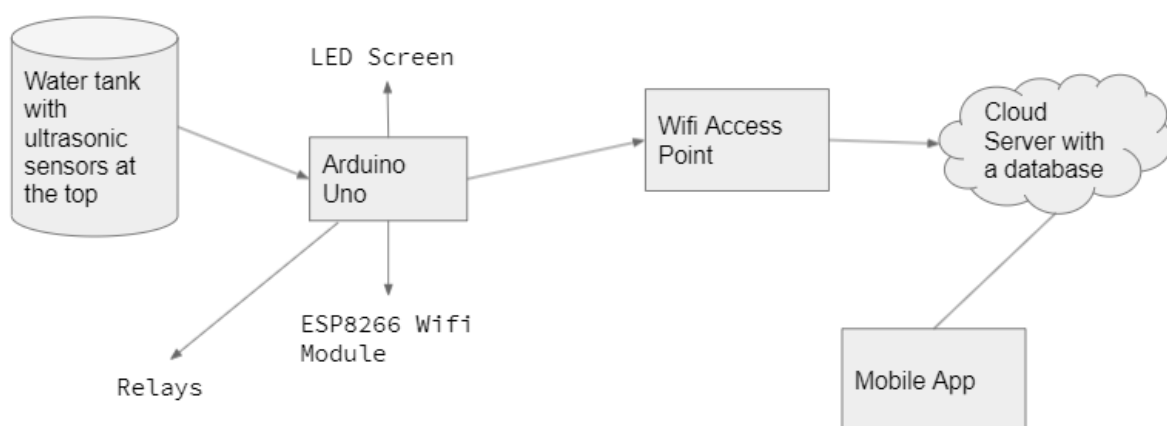 Water tank
with
ultrasonic
sensors at
the top
LED Screen
Arduino
Uno
ESP8266 Wifi
Module
Relays
Wifi Access
Point
Cloud
Server with
a database
Mobile App